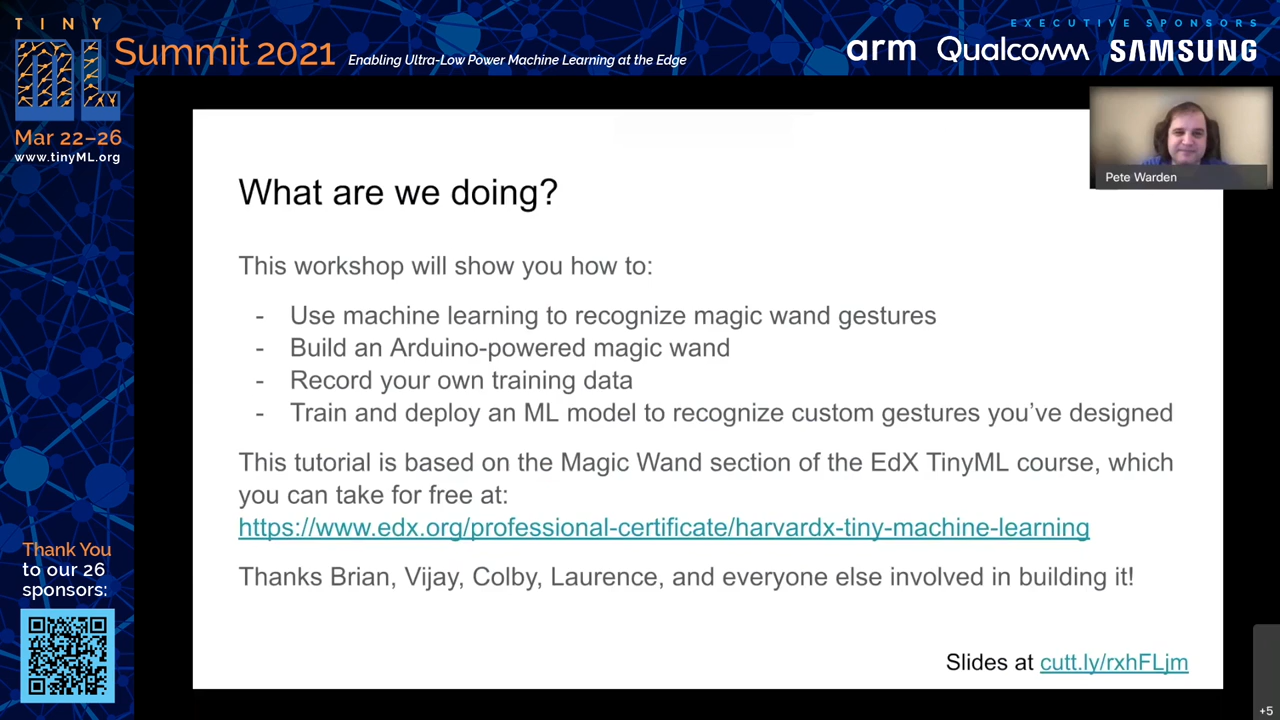 TINY
ML
Summit 2021
Enabling Ultra-Low Power Machine Learning at the Edge
EXECUTIVE SPONSORS
arm Qualcomm SAMSUNG
Mar 22–26
www.tinyML.org
Pete Warden
What are we doing?
This workshop will show you how to:
- Use machine learning to recognize magic wand gestures
- Build an Arduino-powered magic wand
- Record your own training data
- Train and deploy an ML model to recognize custom gestures you’ve designed
This tutorial is based on the Magic Wand section of the EdX TinyML course, which
you can take for free at:
https://www.edx.org/professional-certificate/harvardx-tiny-machine-learning
Thanks Brian, Vijay, Colby, Laurence, and everyone else involved in building it!
Slides at cutt.ly/rxhFLjm
Thank You
to our 26
sponsors:
+5